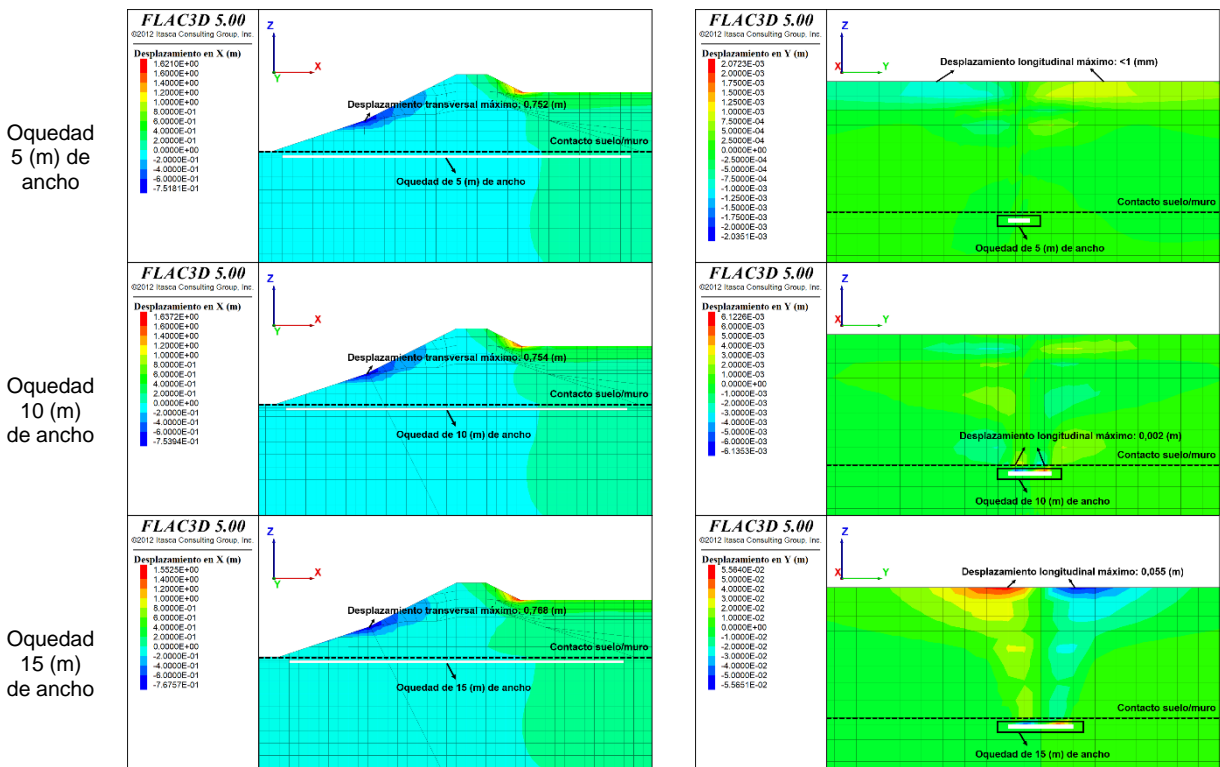 Oquedad
5 (m) de
ancho
FLAC3D 5.00
©2012 Itasca Consulting Group, Inc.
Desplazamiento en X (m)
1.6210E+00
1.6000E+00
1.4000E+00
1.2000E+00
1.0000E+00
8.0000E-01
6.0000E-01
4.0000E-01
2.0000E-01
0.0000E+00
-2.0000E-01
-4.0000E-01
-6.0000E-01
-7.5181E-01
Z
X
Y
Desplazamiento transversal máximo: 0,752 (m)
Contacto suelo/muro
Oquedad de 5 (m) de ancho
FLAC3D 5.00
©2012 Itasca Consulting Group, Inc.
Desplazamiento en Y (m)
2.0723E-03
2.0000E-03
1.7500E-03
1.5000E-03
1.2500E-03
1.0000E-03
7.5000E-04
5.0000E-04
2.5000E-04
0.0000E+00
-2.5000E-04
-5.0000E-04
-7.5000E-04
-1.0000E-03
-1.2500E-03
-1.5000E-03
-1.7500E-03
-2.0000E-03
-2.0351E-03
Z
X
Y
Desplazamiento longitudinal máximo: <1 (mm)
Contacto suelo/muro
Oquedad de 5 (m) de ancho
Oquedad
10 (m)
de ancho
FLAC3D 5.00
©2012 Itasca Consulting Group, Inc.
Desplazamiento en X (m)
1.6372E+00
1.6000E+00
1.4000E+00
1.2000E+00
1.0000E+00
8.0000E-01
6.0000E-01
4.0000E-01
2.0000E-01
0.0000E+00
-2.0000E-01
-4.0000E-01
-6.0000E-01
-7.5394E-01
Z
X
Y
Desplazamiento transversal máximo: 0,754 (m)
Contacto suelo/muro
Oquedad de 10 (m) de ancho
FLAC3D 5.00
©2012 Itasca Consulting Group, Inc.
Desplazamiento en Y (m)
6.1226E-03
6.0000E-03
5.0000E-03
4.0000E-03
3.0000E-03
2.0000E-03
1.0000E-03
0.0000E+00
-1.0000E-03
-2.0000E-03
-3.0000E-03
-4.0000E-03
-5.0000E-03
-6.0000E-03
-6.1353E-03
Z
X
Y
Desplazamiento longitudinal máximo: 0,002 (m)
Contacto suelo/muro
Oquedad de 10 (m) de ancho
Oquedad
15 (m)
de ancho
FLAC3D 5.00
©2012 Itasca Consulting Group, Inc.
Desplazamiento en X (m)
1.5525E+00
1.4000E+00
1.2000E+00
1.0000E+00
8.0000E-01
6.0000E-01
4.0000E-01
2.0000E-01
0.0000E+00
-2.0000E-01
-4.0000E-01
-6.0000E-01
-7.6757E-01
Z
X
Y
Desplazamiento transversal máximo: 0,768 (m)
Contacto suelo/muro
Oquedad de 15 (m) de ancho
FLAC3D 5.00
©2012 Itasca Consulting Group, Inc.
Desplazamiento en Y (m)
5.5840E-02
5.0000E-02
4.0000E-02
3.0000E-02
2.0000E-02
1.0000E-02
0.0000E+00
-1.0000E-02
-2.0000E-02
-3.0000E-02
-4.0000E-02
-5.0000E-02
-5.5651E-02
Z
X
Y
Desplazamiento longitudinal máximo: 0,055 (m)
Contacto suelo/muro
Oquedad de 15 (m) de ancho